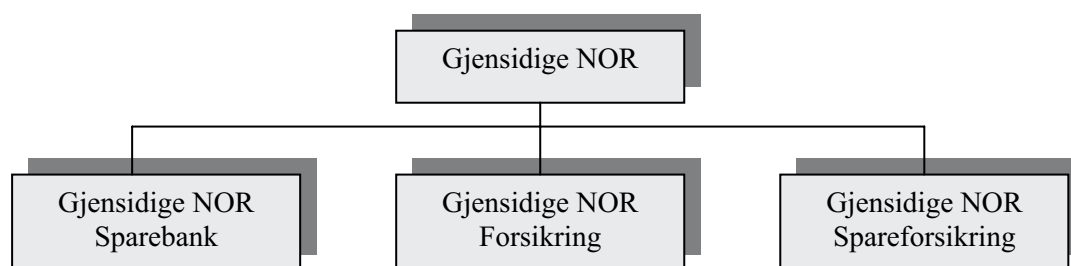 Gjensidige NOR
Gjensidige NOR
Sparebank
Gjensidige NOR
Forsikring
Gjensidige NOR
Spareforsikring